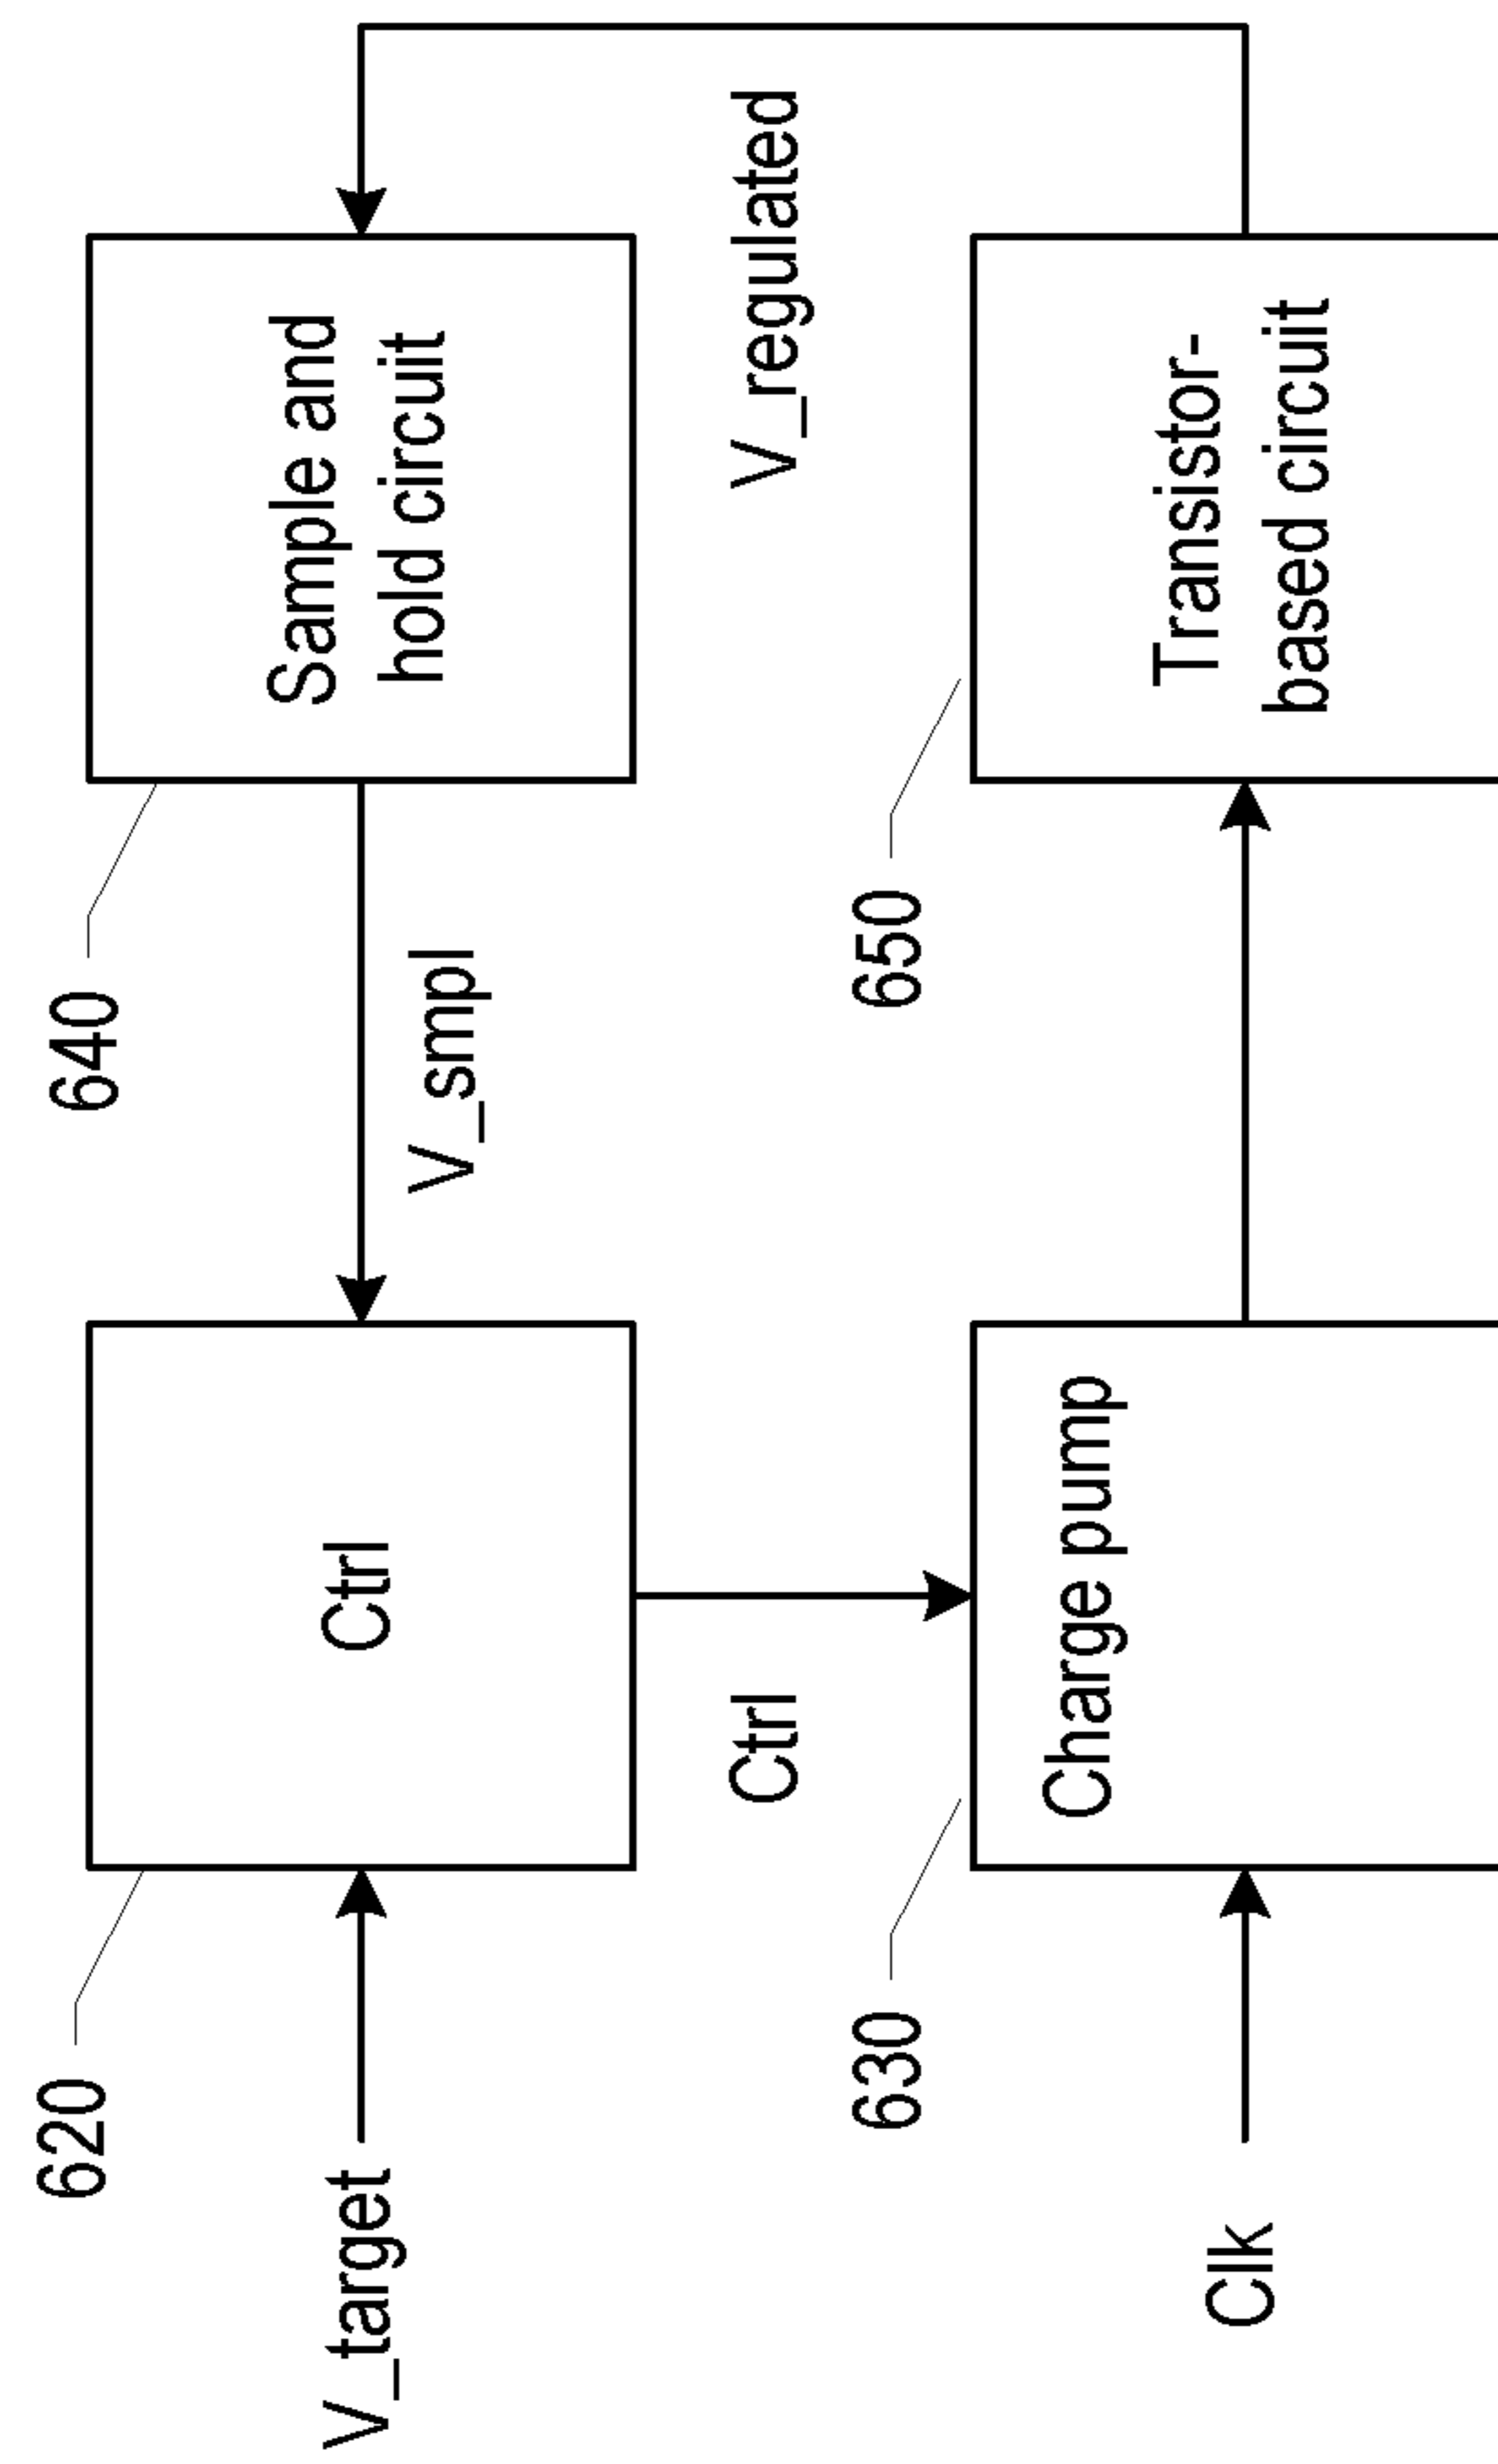 620
640
V_target
Ctrl
V_smpl
Sample and
hold circuit
Ctrl
V_regulated
630
650
Clk
Charge pump
Transistor-
based circuit